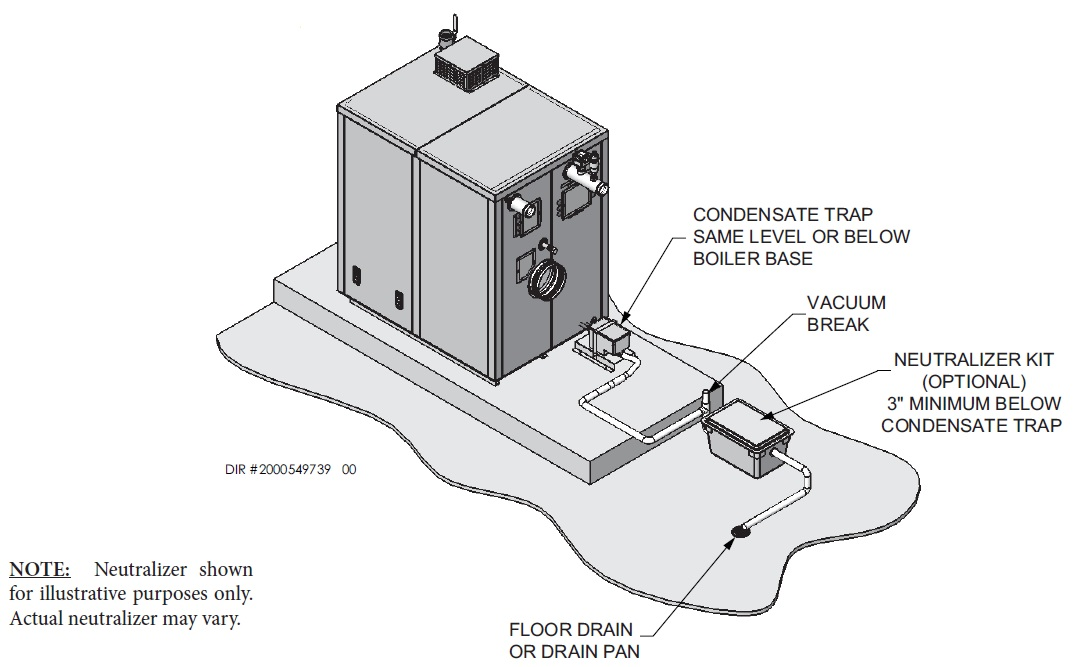 CONDENSATE TRAP
SAME LEVEL OR BELOW
BOILER BASE
VACUUM
BREAK
NEUTRALIZER KIT
(OPTIONAL)
3" MINIMUM BELOW
CONDENSATE TRAP
DIR #2000549739 00
NOTE: Neutralizer shown
for illustrative purposes only.
Actual neutralizer may vary.
FLOOR DRAIN
OR DRAIN PAN